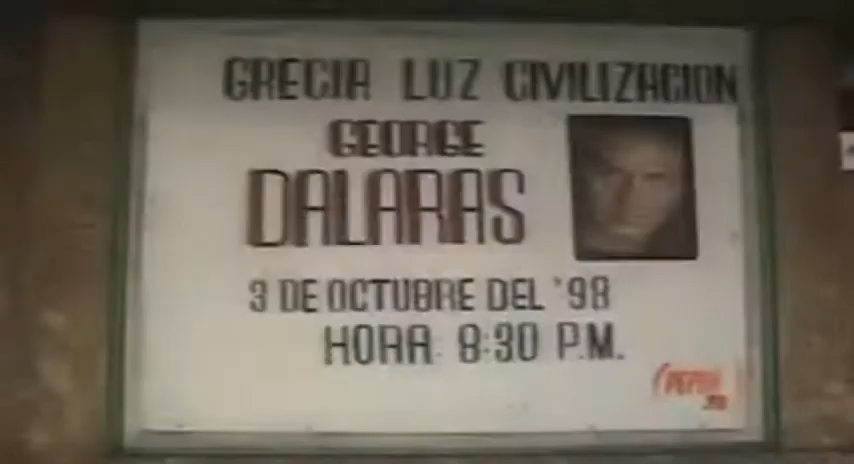 GRECIA LUZ CIVILIZACION
GEORGE
DALARAS
3 DE OCTUBRE DEL '98
HORA: 8:30 P.M.